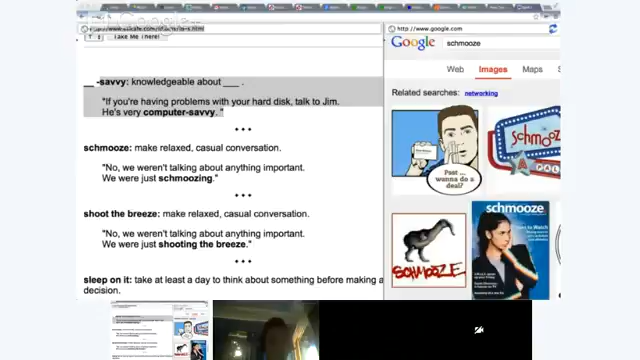 Take Me There!
http://www.google.com
Google
schmooze
Web Images Maps
Related searches: networking
__ -savvy: knowledgeable about ___ .
"If you're having problems with your hard disk, talk to Jim.
He's very computer-savvy. "
• • •
schmooze: make relaxed, casual conversation.
"No, we weren't talking about anything important.
We were just schmoozing."
• • •
shoot the breeze: make relaxed, casual conversation.
"No, we weren't talking about anything important.
We were just shooting the breeze."
• • •
sleep on it: take at least a day to think about something before making a
decision.
Psst ...
wanna do a
deal?
Schmooz
SCHMOOZE
schmooze